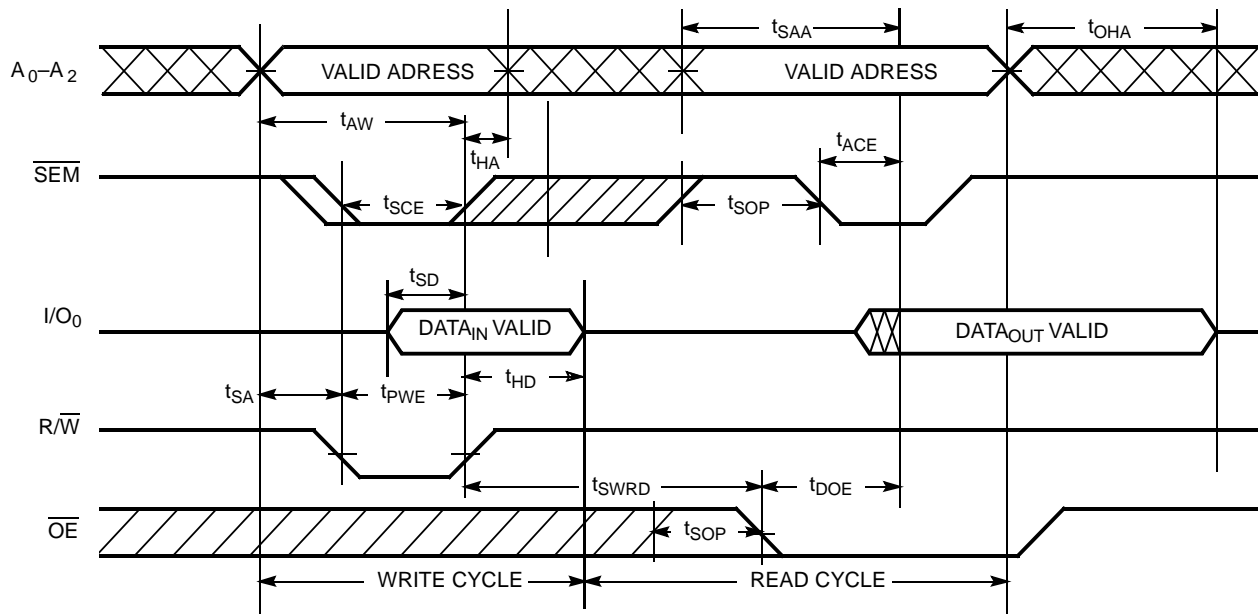 tSAA
tOHA
A0–A2
VALID ADRESS
VALID ADRESS
tAW
tHA
tACE
SEM
tSCE
tSOP
tSD
I/O0
DATAIN VALID
DATAOUT VALID
tSA
tPWE
tHD
R/W
tSWRD
tDOE
OE
tSOP
WRITE CYCLE
READ CYCLE